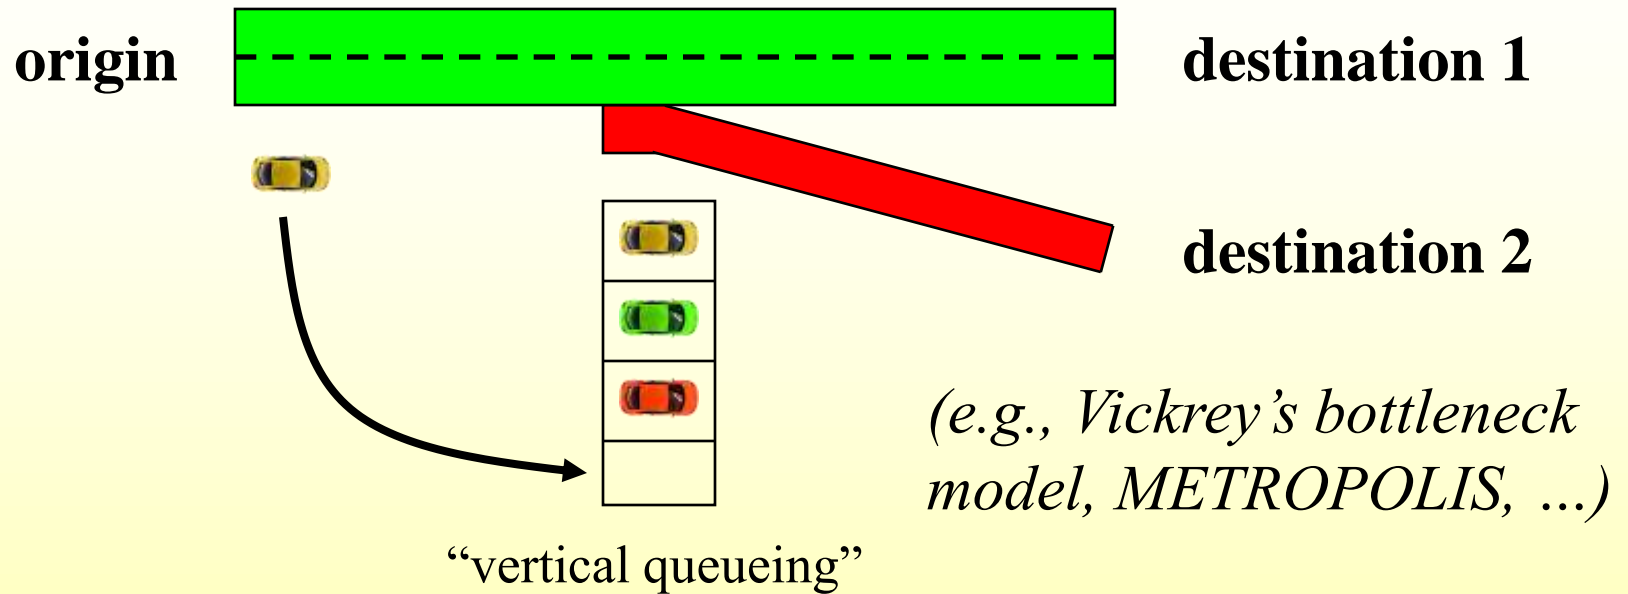 origin
destination 1
destination 2
(e.g., Vickrey’s bottleneck
model, METROPOLIS, …)
“vertical queueing”